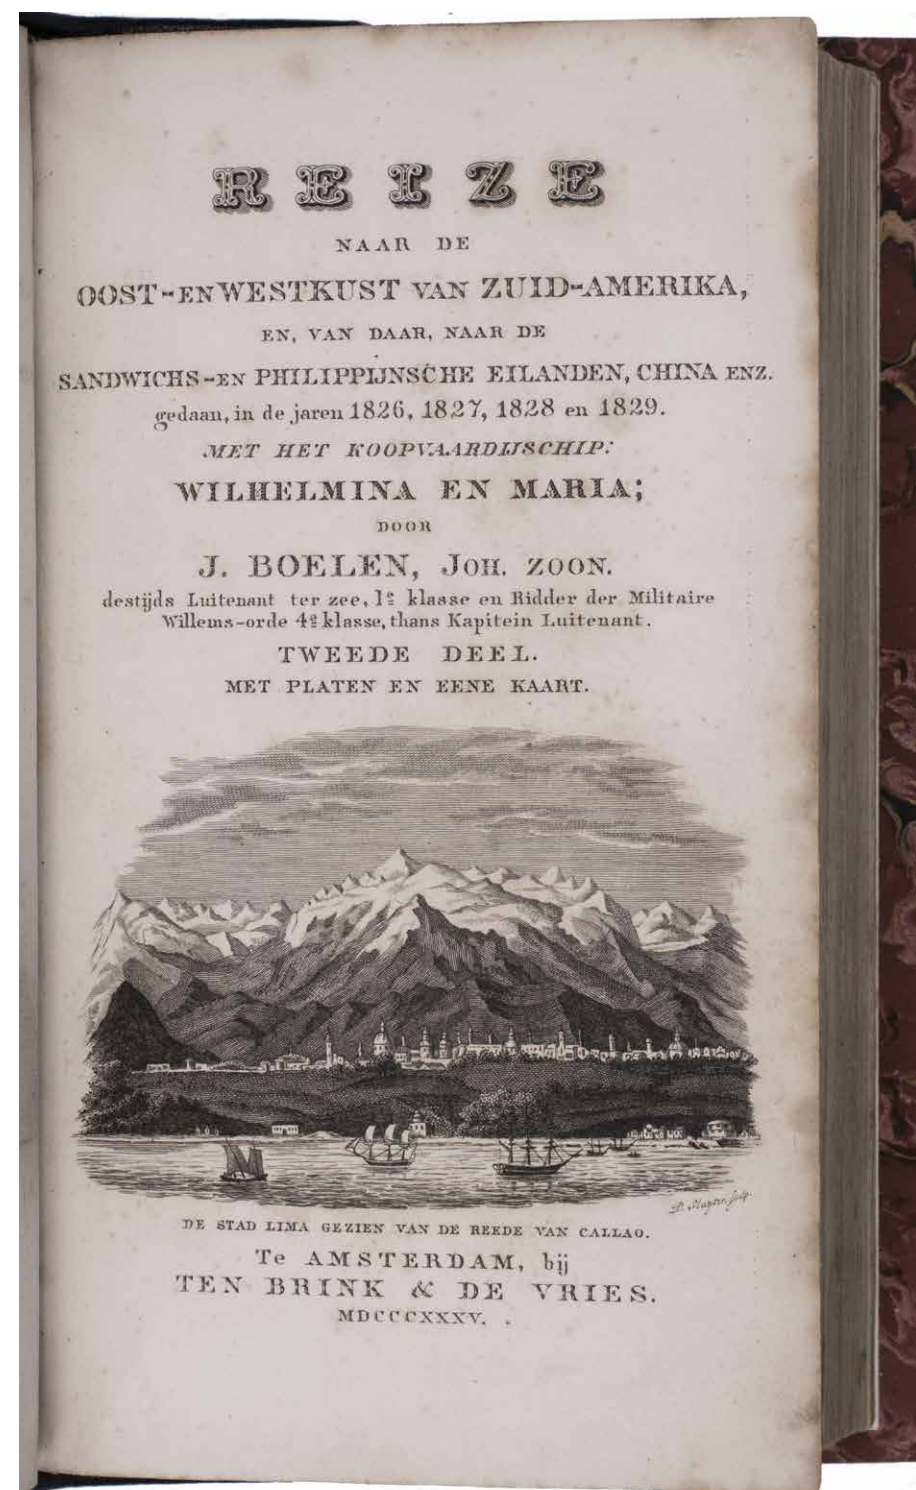 REIZE
NAAR DE
OOST-EN WESTKUST VAN ZUID-AMERIKA,
EN, VAN DAAR, NAAR DE
SANDWICHS-EN PHILIPPIJNSCHE EILANDEN, CHINA ENZ.
gedaan, in de jaren 1826, 1827, 1828 en 1829.
MET HET KOOPVAARDIJSCHIP:
WILHELMINA EN MARIA;
DOOR
J. BOELEN, JOH. ZOON.
destijds Luitenant ter zee, 1e klasse en Ridder der Militaire
Willems-orde 4e klasse, thans Kapitein Luitenant.
TWEEDE DEEL.
MET PLATEN EN EENE KAART.
D. Sluyter sculp.
DE STAD LIMA GEZIEN VAN DE REEDE VAN CALLAO.
Te AMSTERDAM, bij
TEN BRINK & DE VRIES.
MDCCCXXXV.